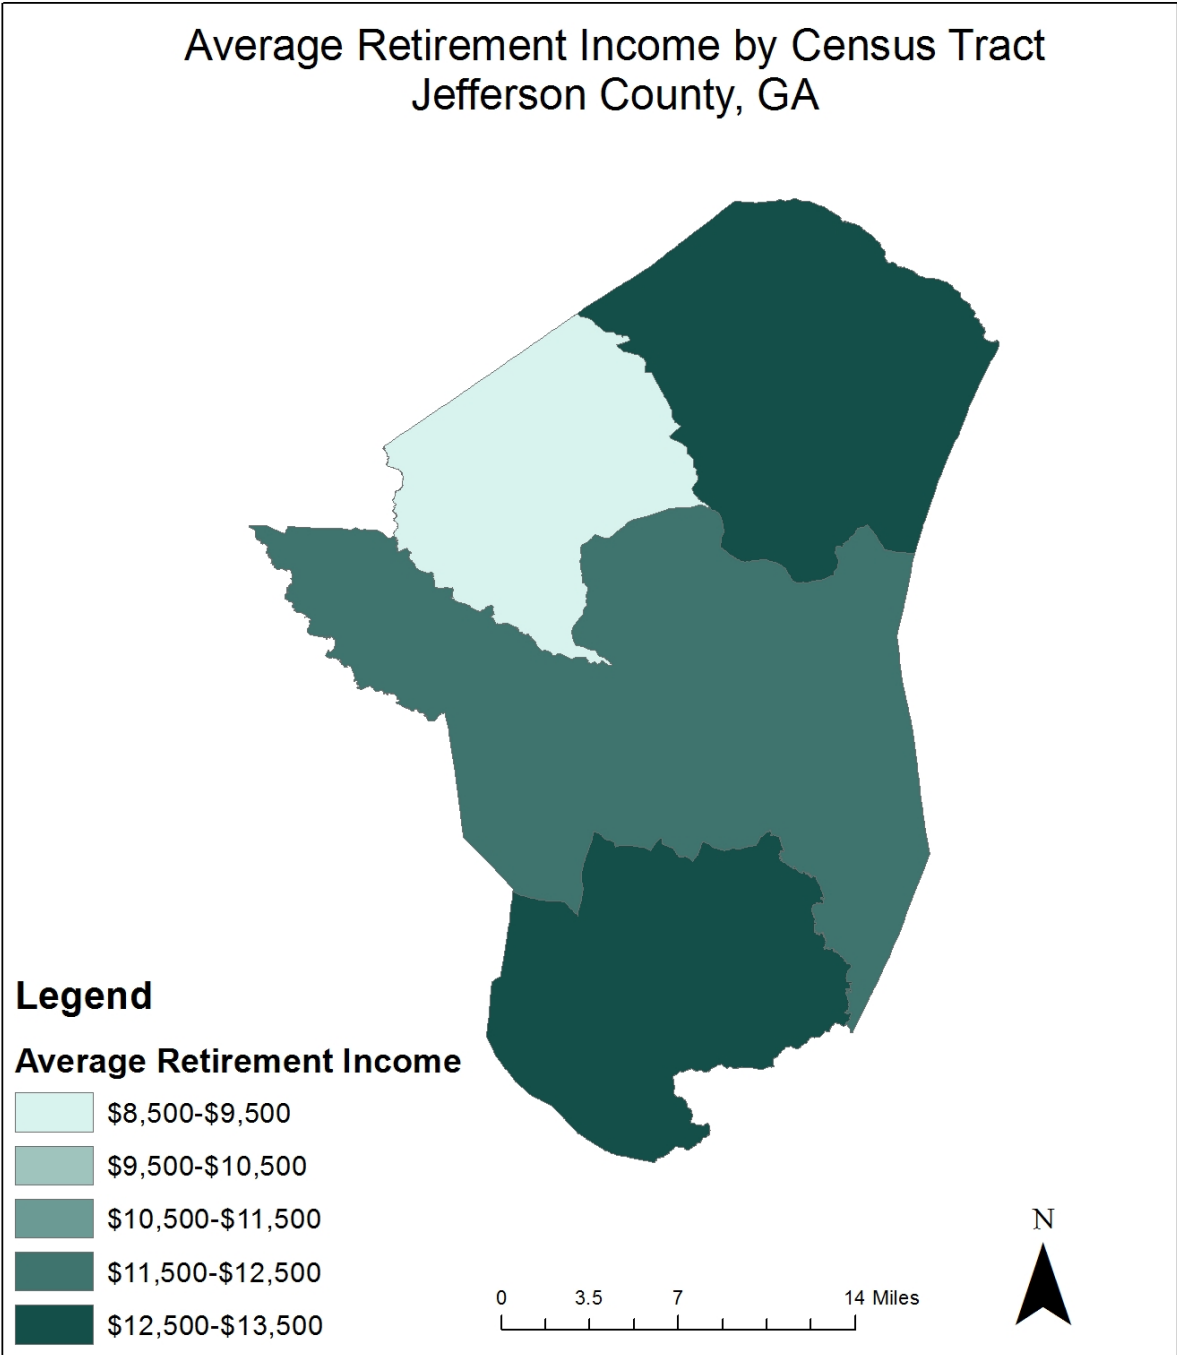 Average Retirement Income by Census Tract
Jefferson County, GA
Legend
Average Retirement Income
$8,500-$9,500
$9,500-$10,500
$10,500-$11,500
$11,500-$12,500
$12,500-$13,500
0 3.5 7 14 Miles
N